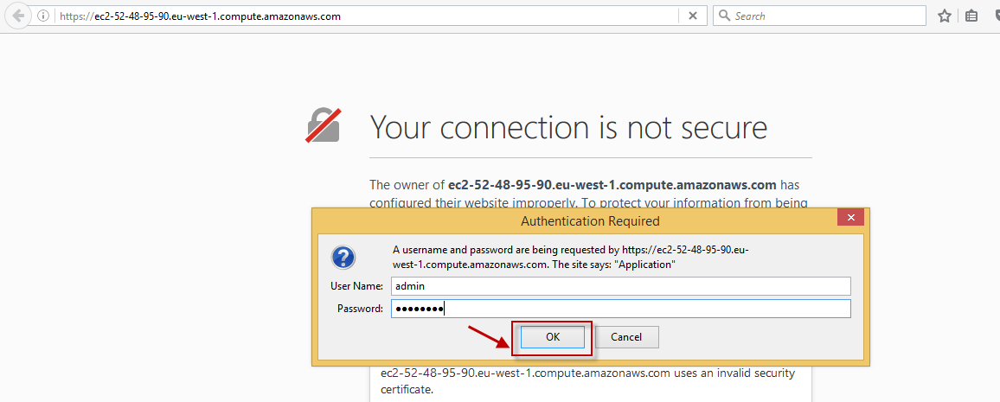 https://ec2-52-48-95-90.eu-west-1.compute.amazonaws.com
Search
Your connection is not secure
The owner of ec2-52-48-95-90.eu-west-1.compute.amazonaws.com has
configured their website improperly. To protect your information from being
Authentication Required
A username and password are being requested by https://ec2-52-48-95-90.eu-
west-1.compute.amazonaws.com. The site says: "Application"
User Name: admin
Password: ●●●●●●●●
OK Cancel
ec2-52-48-95-90.eu-west-1.compute.amazonaws.com uses an invalid security
certificate.